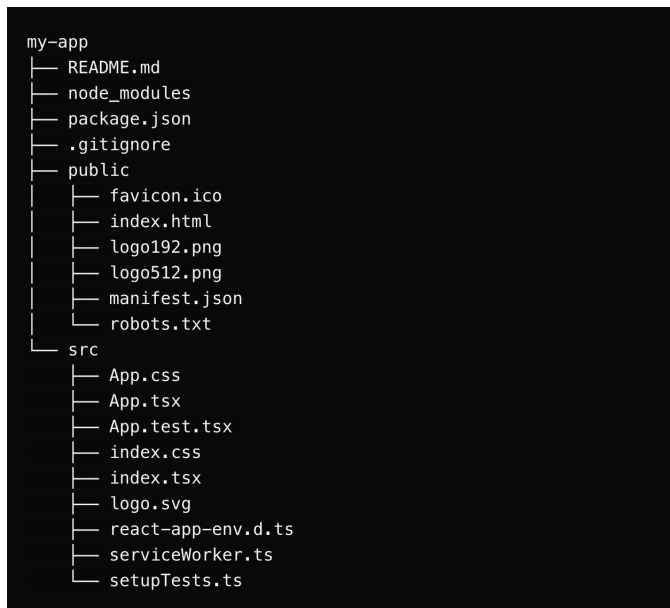 my-app
├── README.md
├── node_modules
├── package.json
├── .gitignore
├── public
│   ├── favicon.ico
│   ├── index.html
│   ├── logo192.png
│   ├── logo512.png
│   ├── manifest.json
│   └── robots.txt
└── src
    ├── App.css
    ├── App.tsx
    ├── App.test.tsx
    ├── index.css
    ├── index.tsx
    ├── logo.svg
    ├── react-app-env.d.ts
    ├── serviceWorker.ts
    └── setupTests.ts